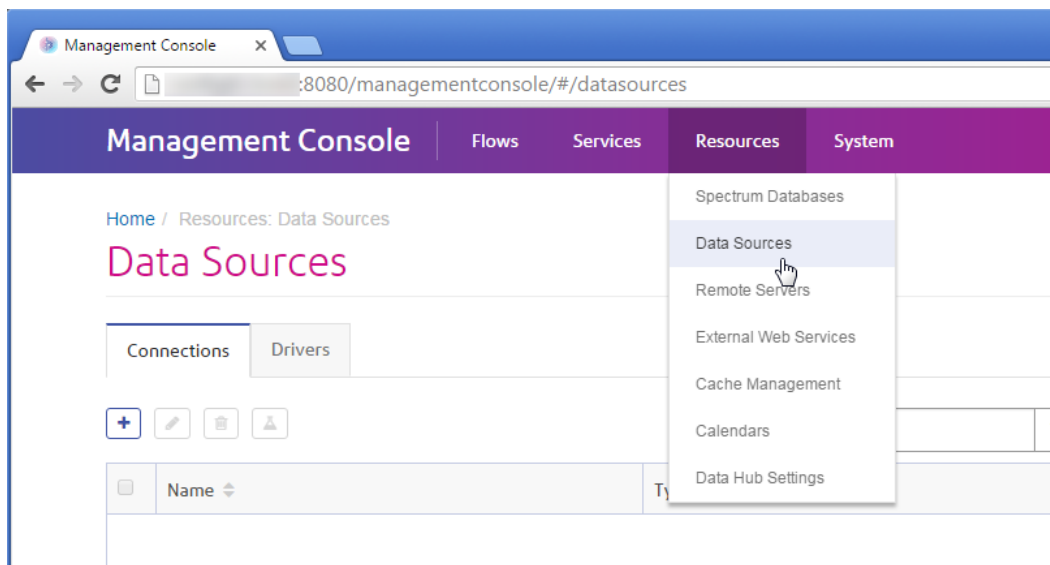 Management Console
:8080/managementconsole/#/datasources
Management Console Flows Services Resources System
Home / Resources: Data Sources
Data Sources
Connections Drivers
Name
Spectrum Databases
Data Sources
Remote Servers
External Web Services
Cache Management
Calendars
Data Hub Settings